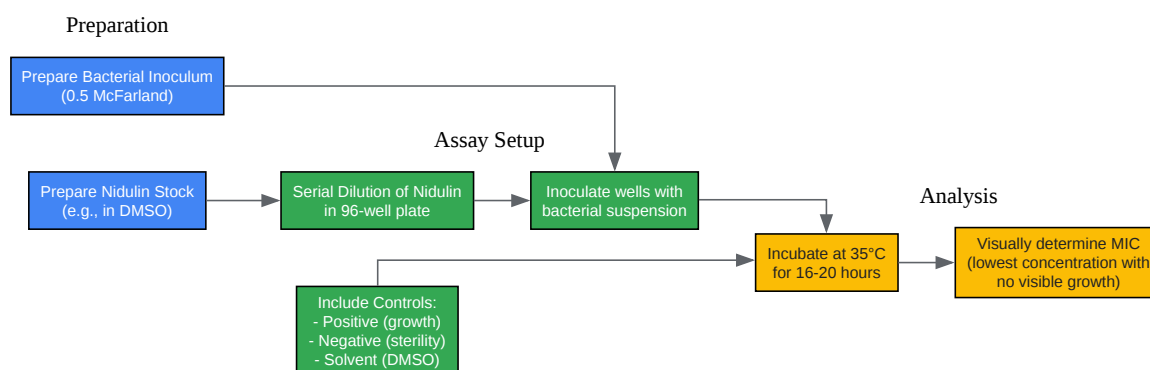 Preparation
Prepare Bacterial Inoculum
(0.5 McFarland)
Assay Setup
Prepare Nidulin Stock
(e.g., in DMSO)
Serial Dilution of Nidulin
in 96-well plate
Inoculate wells with
bacterial suspension
Analysis
Incubate at 35°C
for 16-20 hours
Visually determine MIC
(lowest concentration with
no visible growth)
Include Controls:
- Positive (growth)
- Negative (sterility)
- Solvent (DMSO)